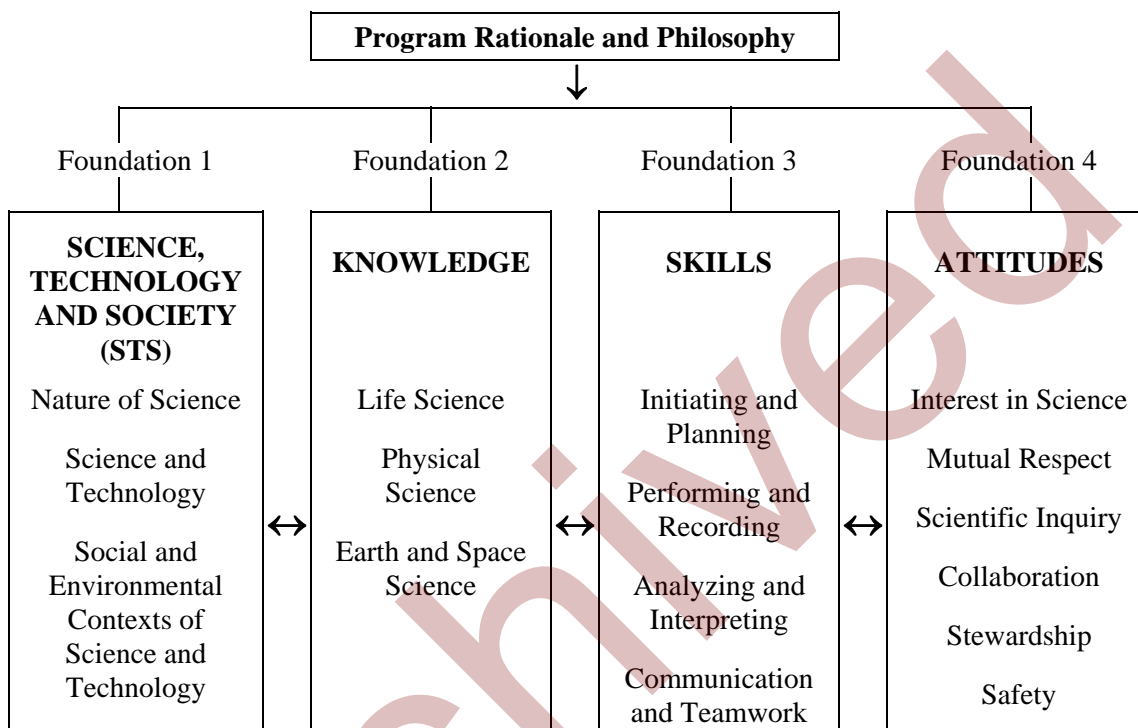 Program Rationale and Philosophy
Foundation 1
Foundation 2
Foundation 3
Foundation 4
SCIENCE,
TECHNOLOGY
AND SOCIETY
(STS)
Nature of Science
Science and
Technology
Social and
Environmental
Contexts of
Science and
Technology
KNOWLEDGE
Life Science
Physical
Science
Earth and Space
Science
SKILLS
Initiating and
Planning
Performing and
Recording
Analyzing and
Interpreting
Communication
and Teamwork
ATTITUDES
Interest in Science
Mutual Respect
Scientific Inquiry
Collaboration
Stewardship
Safety
chived